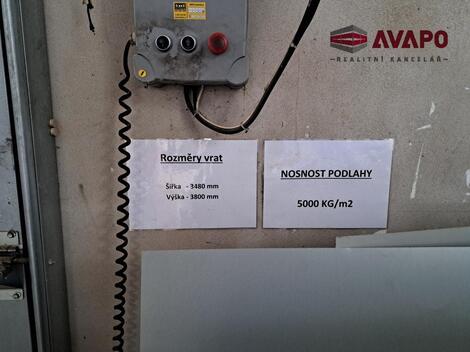 AVAPO
REALITNÍ KANCELÁŘ
Rozměry vrat
Šířka - 3480 mm
Výška - 3800 mm
NOSNOST PODLAHY
5000 KG/m2